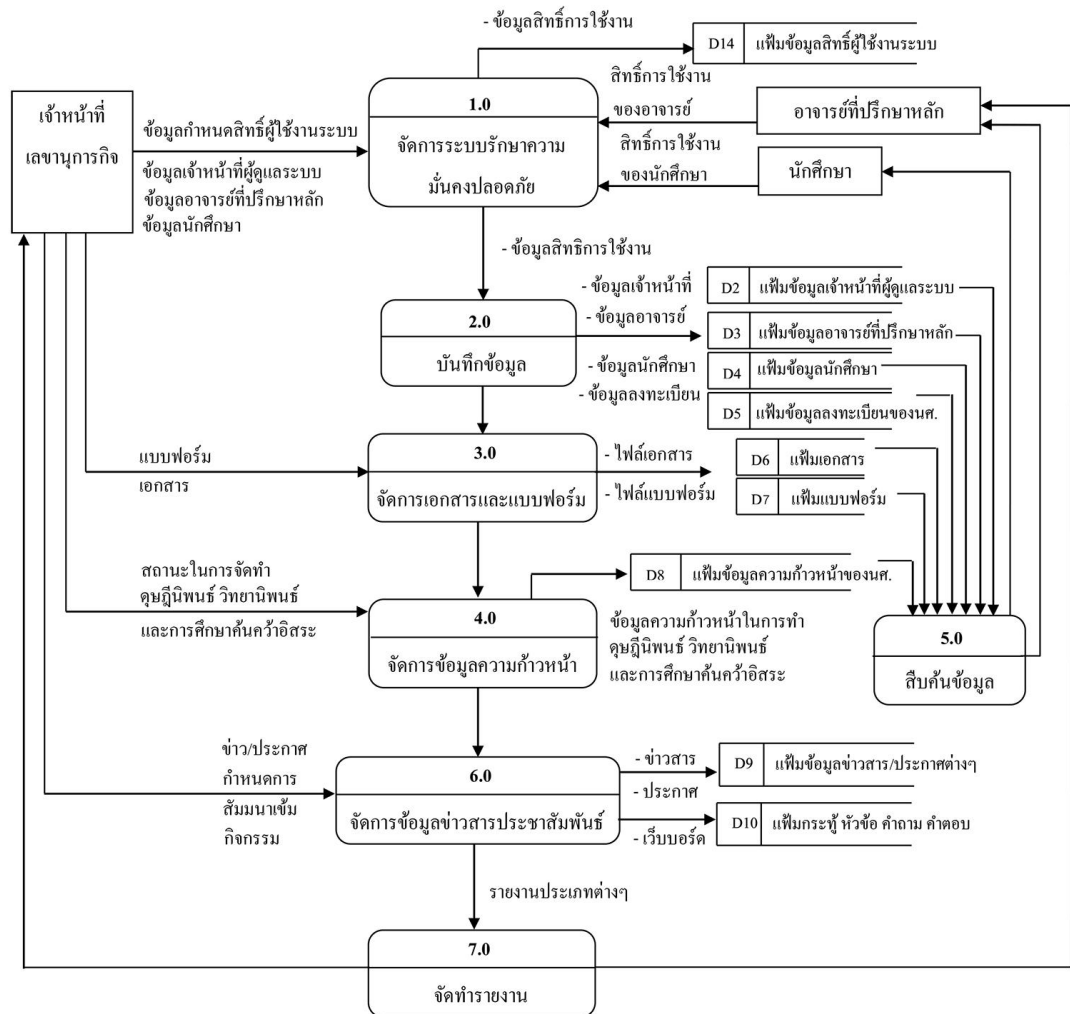 - ข้อมูลสิทธิการใช้งาน
D14 แฟ้มข้อมูลสิทธิ์ผู้ใช้งานระบบ
เจ้าหน้าที่
เลขานุการกิจ
ข้อมูลกำหนดสิทธิ์ผู้ใช้งานระบบ
ข้อมูลเจ้าหน้าที่ผู้ดูแลระบบ
ข้อมูลอาจารย์ที่ปรึกษาหลัก
ข้อมูลนักศึกษา
1.0
จัดการระบบรักษาความ
มั่นคงปลอดภัย
สิทธิ์การใช้งาน
ของอาจารย์
สิทธิ์การใช้งาน
ของนักศึกษา
อาจารย์ที่ปรึกษาหลัก
นักศึกษา
- ข้อมูลสิทธิการใช้งาน
2.0
บันทึกข้อมูล
- ข้อมูลเจ้าหน้าที่
- ข้อมูลอาจารย์
- ข้อมูลนักศึกษา
- ข้อมูลลงทะเบียน
D2 แฟ้มข้อมูลเจ้าหน้าที่ผู้ดูแลระบบ
D3 แฟ้มข้อมูลอาจารย์ที่ปรึกษาหลัก
D4 แฟ้มข้อมูลนักศึกษา
D5 แฟ้มข้อมูลลงทะเบียนของนศ.
แบบฟอร์ม
เอกสาร
3.0
จัดการเอกสารและแบบฟอร์ม
- ไฟล์เอกสาร
- ไฟล์แบบฟอร์ม
D6 แฟ้มเอกสาร
D7 แฟ้มแบบฟอร์ม
สถานะในการจัดทำ
ดุษฎีนิพนธ์ วิทยานิพนธ์
และการศึกษาค้นคว้าอิสระ
4.0
จัดการข้อมูลความก้าวหน้า
D8 แฟ้มข้อมูลความก้าวหน้าของนศ.
ข้อมูลความก้าวหน้าในการทำ
ดุษฎีนิพนธ์ วิทยานิพนธ์
และการศึกษาค้นคว้าอิสระ
5.0
สืบค้นข้อมูล
ข่าว/ประกาศ
กำหนดการ
สัมมนาเข้ม
กิจกรรม
6.0
จัดการข้อมูลข่าวสารประชาสัมพันธ์
- ข่าวสาร
- ประกาศ
- เว็บบอร์ด
D9 แฟ้มข้อมูลข่าวสาร/ประกาศต่างๆ
D10 แฟ้มกระทู้ หัวข้อ คำถาม คำตอบ
รายงานประเภทต่างๆ
7.0
จัดทำรายงาน